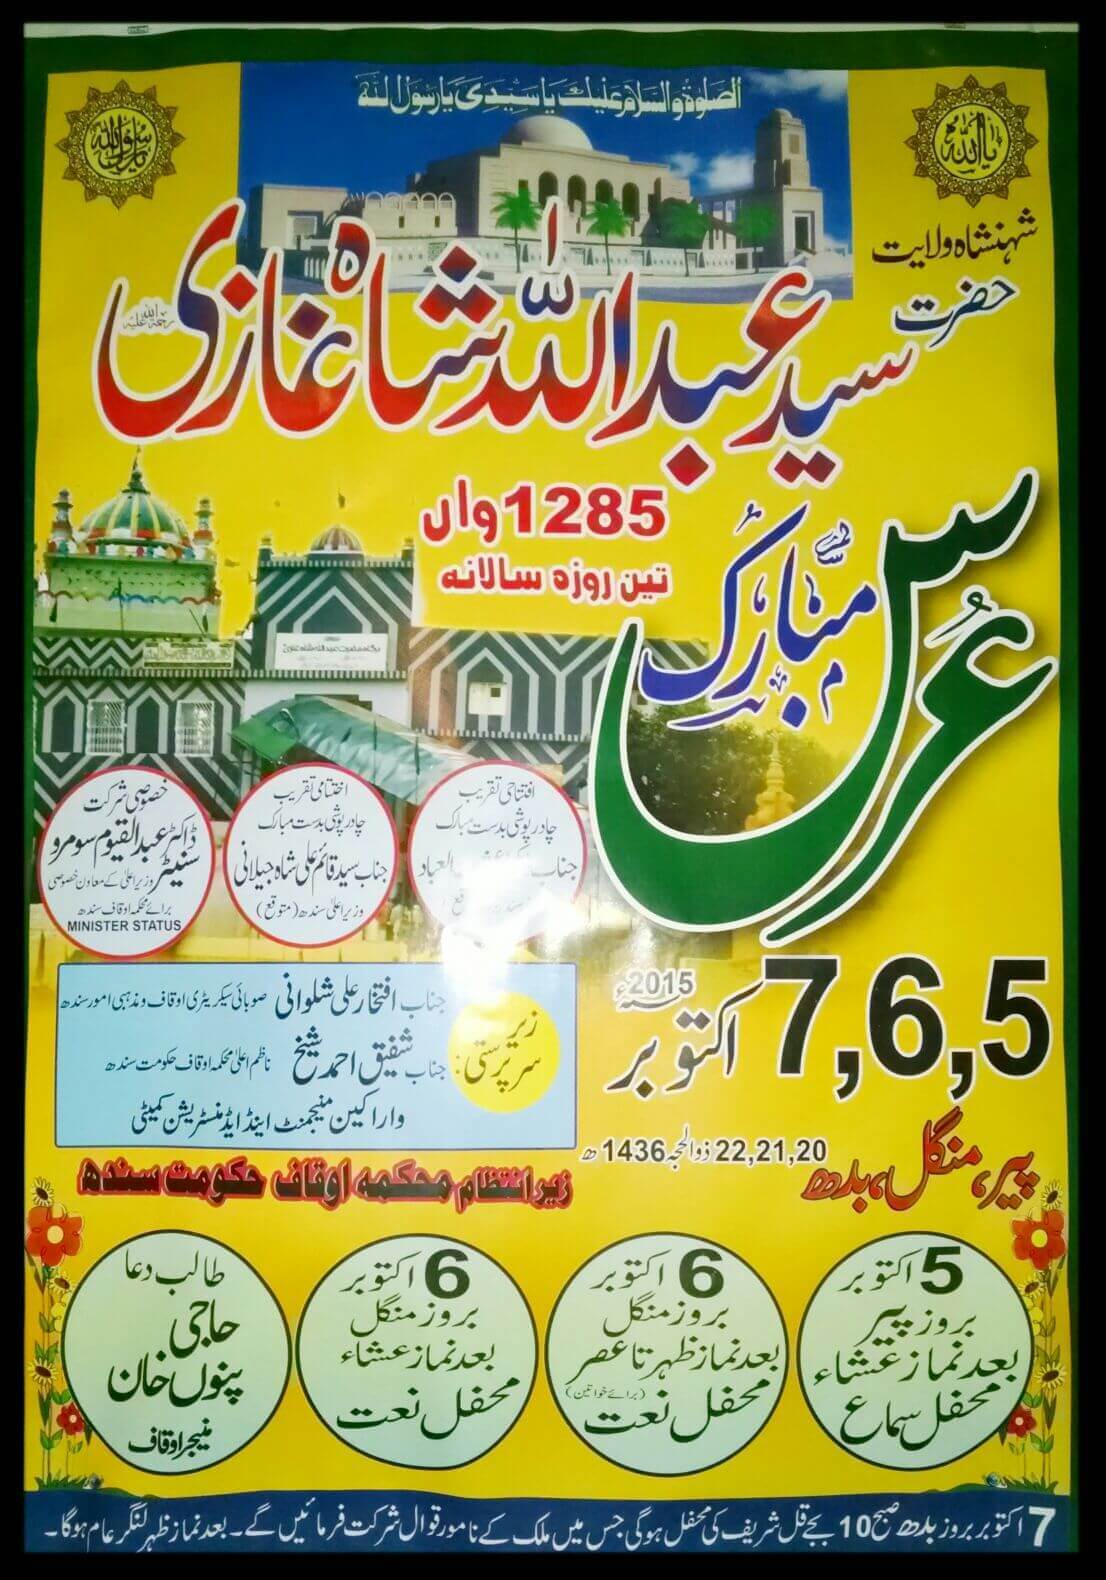 الصلوٰة والسلام علیک یا سیدی یا رسول اللہ
یا اللہ
یا رسول اللہ
شہنشاہ ولایت
حضرت
سید عبداللہ شاہ غازی
رحمۃ اللہ علیہ
1285 واں
تین روزہ سالانہ
عرس
مبارک
افتتاحی تقریب
چادر پوشی بدست مبارک
جناب
العباد
اختتامی تقریب
چادر پوشی بدست مبارک
جناب سید قائم علی شاہ جیلانی
وزیر اعلیٰ سندھ (متوقع)
خصوصی شرکت
ڈاکٹر عبدالقیوم سومرو
سنیٹر وزیر اعلیٰ کے معاون خصوصی
برائے محکمہ اوقاف سندھ
MINISTER STATUS
5,6,7 اکتوبر 2015ء
زیر سرپرستی:
جناب افتخار علی شلوانی صوبائی سیکریٹری اوقاف و مذہبی امور سندھ
جناب شفیق احمد شیخ ناظم اعلیٰ محکمہ اوقاف حکومت سندھ
و اراکین منیجمنٹ اینڈ ایڈمنسٹریشن کمیٹی
20,21,22 ذوالحجہ 1436ھ
پیر، منگل، بدھ
زیر انتظام محکمہ اوقاف حکومت سندھ
5 اکتوبر
بروز پیر
بعد نماز عشاء
محفل سماع
6 اکتوبر
بروز منگل
بعد نماز ظہر تا عصر
(برائے خواتین)
محفل نعت
6 اکتوبر
بروز منگل
بعد نماز عشاء
محفل نعت
طالب دعا
حاجی
پنوں خان
منیجر اوقاف
7 اکتوبر بروز بدھ صبح 10 بجے قل شریف کی محفل ہوگی جس میں ملک کے نامور قوال شرکت فرمائیں گے۔ بعد نماز ظہر لنگر عام ہوگا۔